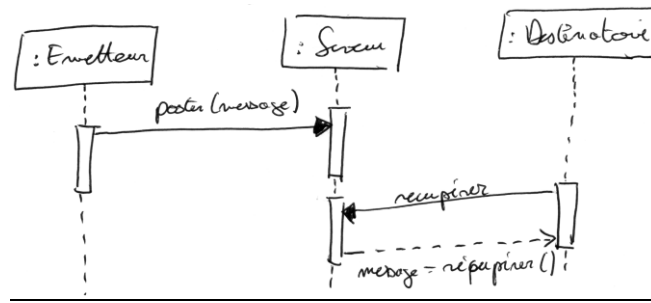 : Emetteur
: Serveur
: Destinataire
poster (message)
recupérer
message = récupérer ()